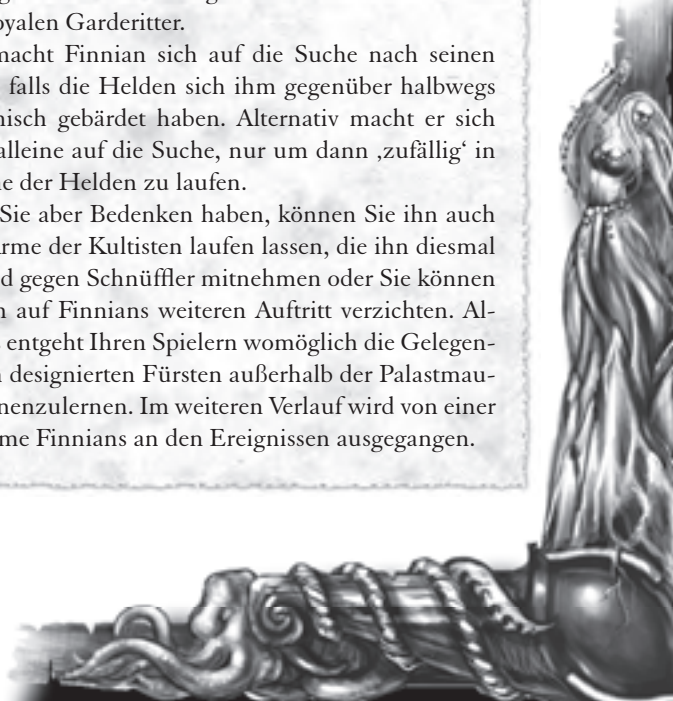 oyalen Garderitter.
macht Finnian sich auf die Suche nach seinen
falls die Helden sich ihm gegenüber halbwegs
nisch gebärdet haben. Alternativ macht er sich
alleine auf die Suche, nur um dann ‚zufällig‘ in
e der Helden zu laufen.
Sie aber Bedenken haben, können Sie ihn auch
rme der Kultisten laufen lassen, die ihn diesmal
d gegen Schnüffler mitnehmen oder Sie können
n auf Finnians weiteren Auftritt verzichten. Al-
entgeht Ihren Spielern womöglich die Gelegen-
n designierten Fürsten außerhalb der Palastmau-
nenzulernen. Im weiteren Verlauf wird von einer
me Finnians an den Ereignissen ausgegangen.